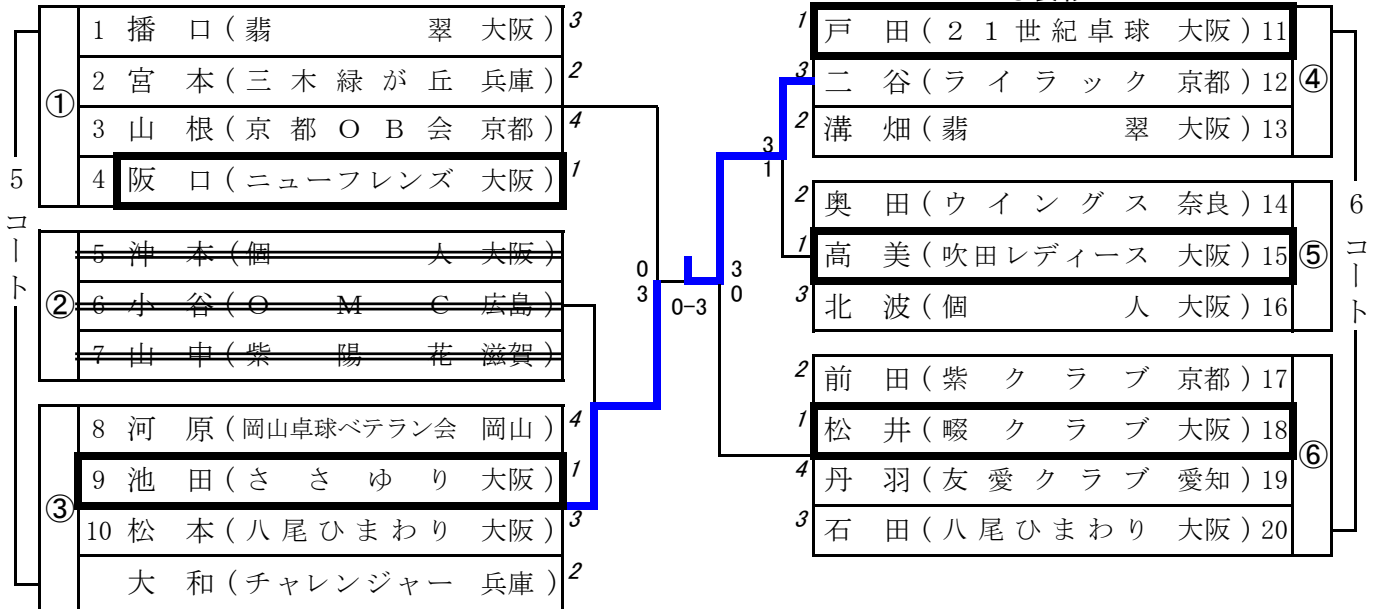 ① 5コート
1 播 口 ( 翡 翠 大阪 ) 3
2 宮 本 ( 三 木 緑 が 丘 兵庫 ) 2
3 山 根 ( 京 都 O B 会 京都 ) 4
4 阪 口 ( ニューフレンズ 大阪 ) 1
②
5 沖 本 ( 個 人 大阪 )
6 小 谷 ( O M C 広島 )
7 山 中 ( 紫 陽 花 滋賀 )
③
8 河 原 ( 岡山卓球ベテラン会 岡山 ) 4
9 池 田 ( さ さ ゆ り 大阪 ) 1
10 松 本 ( 八 尾 ひ ま わ り 大阪 ) 3
大 和 ( チャレンジャー 兵庫 ) 2
0
3
0-3
3
0
3
1
④ 6コート
1 戸 田 ( 2 1 世 紀 卓 球 大阪 ) 11
3 二 谷 ( ラ イ ラ ッ ク 京都 ) 12
2 溝 畑 ( 翡 翠 大阪 ) 13
⑤
2 奥 田 ( ウ イ ン グ ス 奈良 ) 14
1 高 美 ( 吹田レディース 大阪 ) 15
3 北 波 ( 個 人 大阪 ) 16
⑥
2 前 田 ( 紫 ク ラ ブ 京都 ) 17
1 松 井 ( 畷 ク ラ ブ 大阪 ) 18
4 丹 羽 ( 友 愛 ク ラ ブ 愛知 ) 19
3 石 田 ( 八 尾 ひ ま わ り 大阪 ) 20